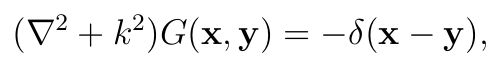 (∇² + k²)G(𝐱, 𝐲) = −δ(𝐱 − 𝐲),